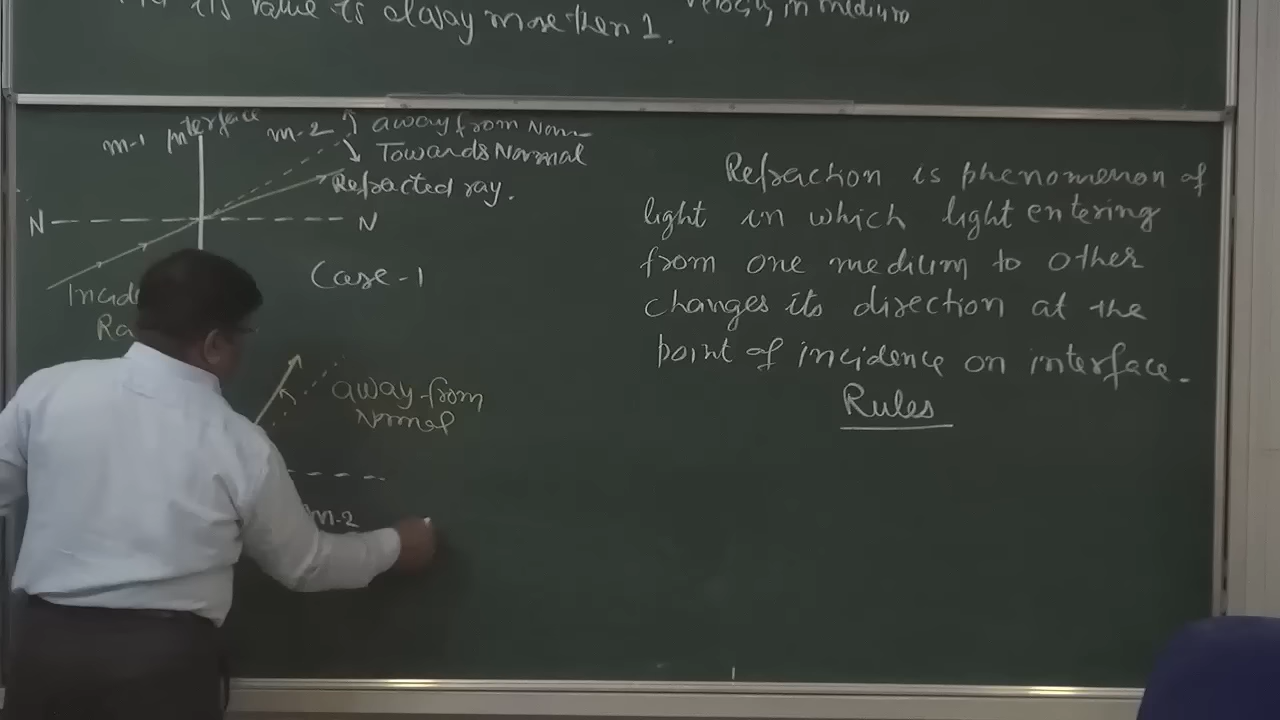 its value is alway more then 1.
velocity in medium
m-1 interface m-2
away from Nom
Towards Normal
Refracted ray.
N N
Case-1
away from
Normal
m-2
Refraction is phenomenon of
light in which light entering
from one medium to other
changes its direction at the
point of incidence on interface.
Rules